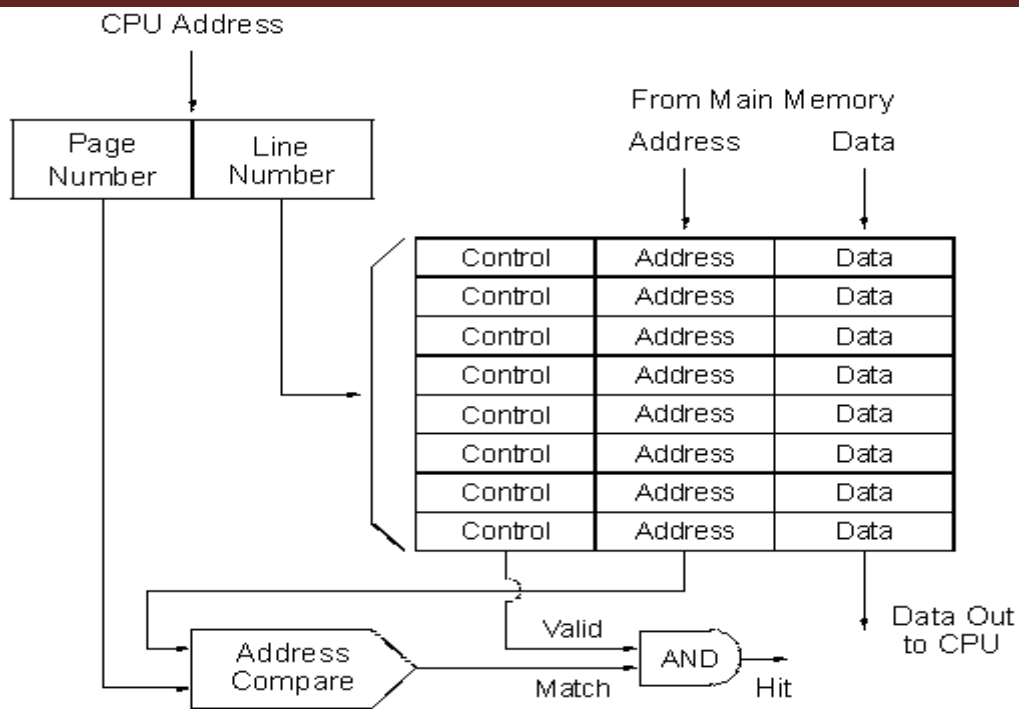 CPU Address
From Main Memory
Address Data
Page Number
Line Number
Control Address Data
Control Address Data
Control Address Data
Control Address Data
Control Address Data
Control Address Data
Control Address Data
Control Address Data
Data Out
to CPU
Valid
Address
Compare
AND
Match
Hit